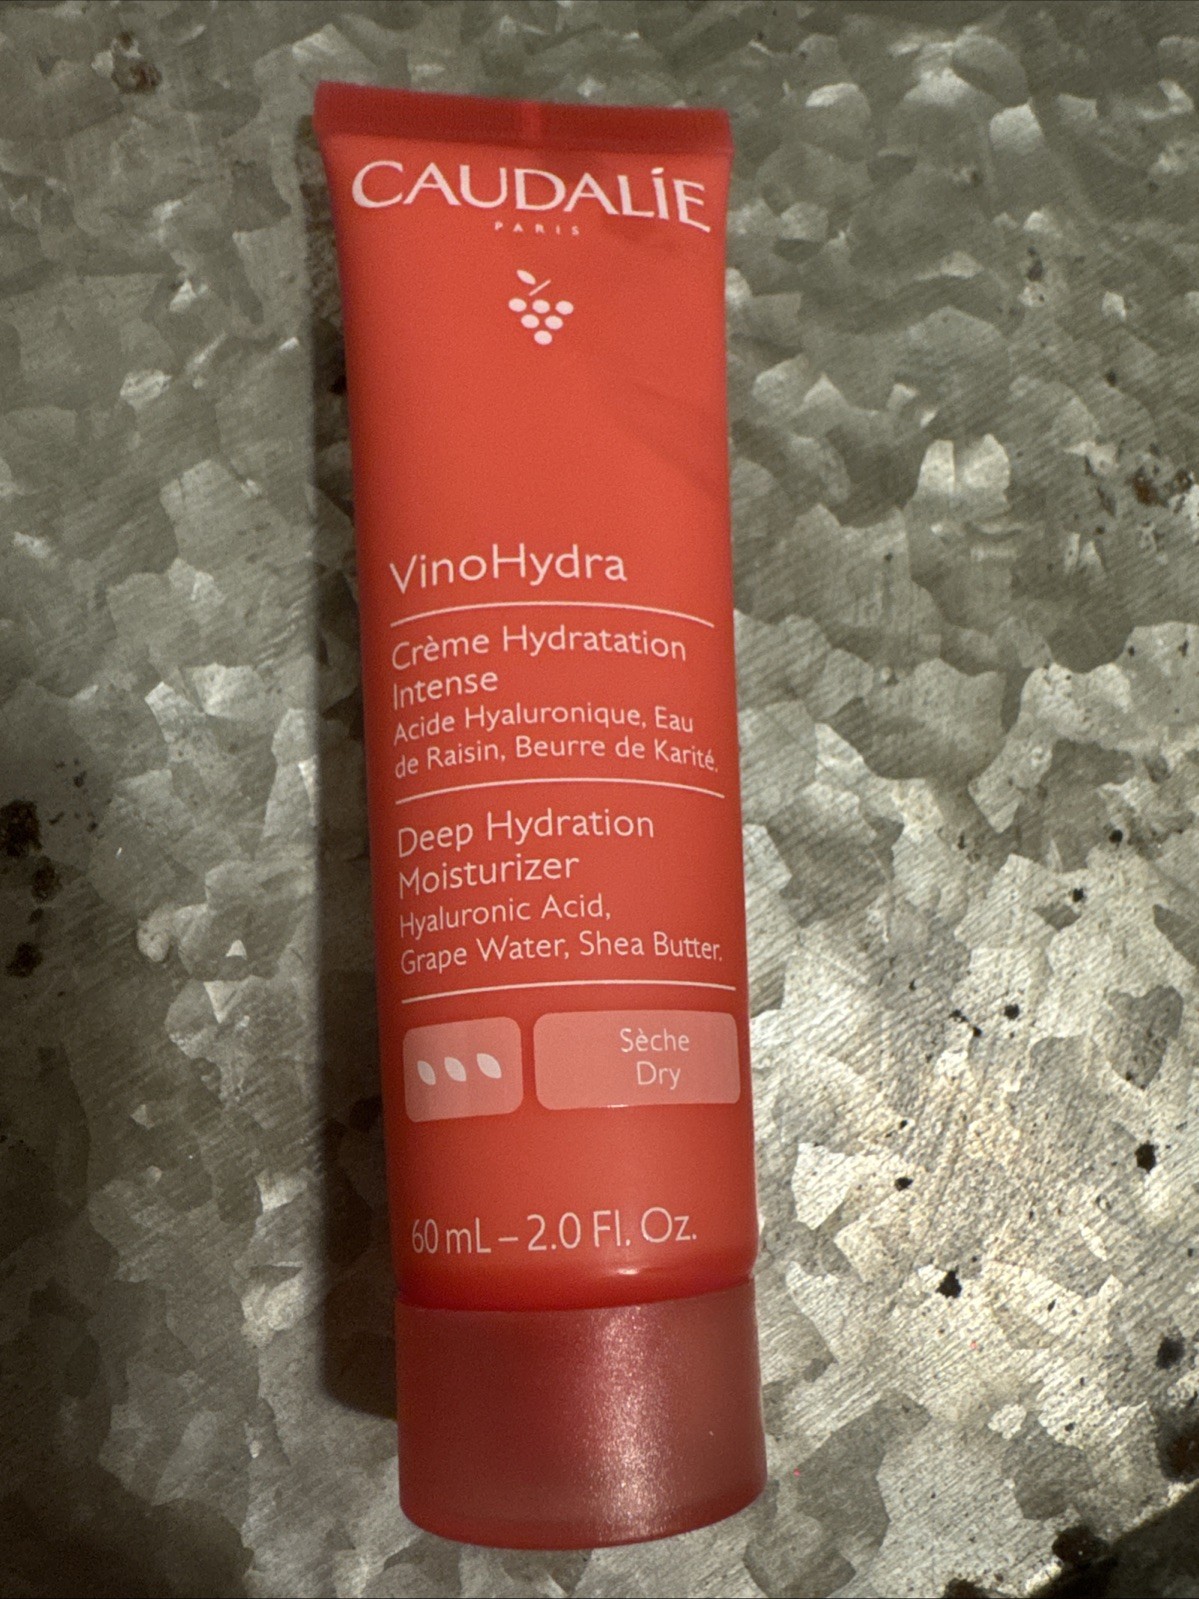 CAUDALÍE
PARIS
VinoHydra
Crème Hydratation
Intense
Acide Hyaluronique, Eau
de Raisin, Beurre de Karité.
Deep Hydration
Moisturizer
Hyaluronic Acid,
Grape Water, Shea Butter.
Sèche
Dry
60 mL – 2.0 Fl. Oz.